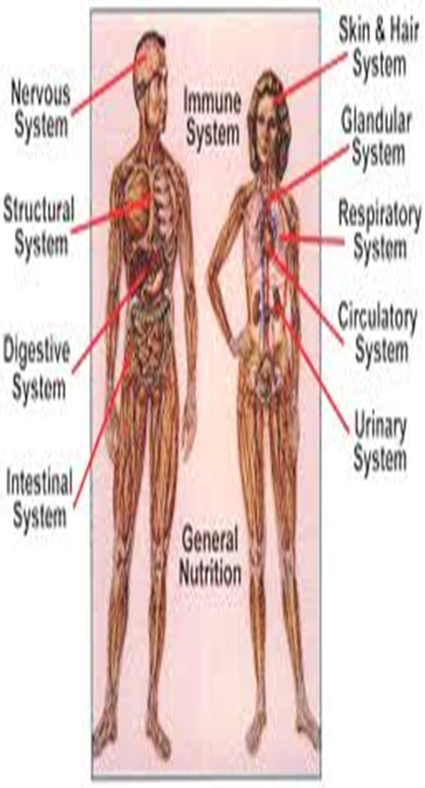 Nervous
System
Structural
System
Digestive
System
Intestinal
System
Immune
System
General
Nutrition
Skin & Hair
System
Glandular
System
Respiratory
System
Circulatory
System
Urinary
System